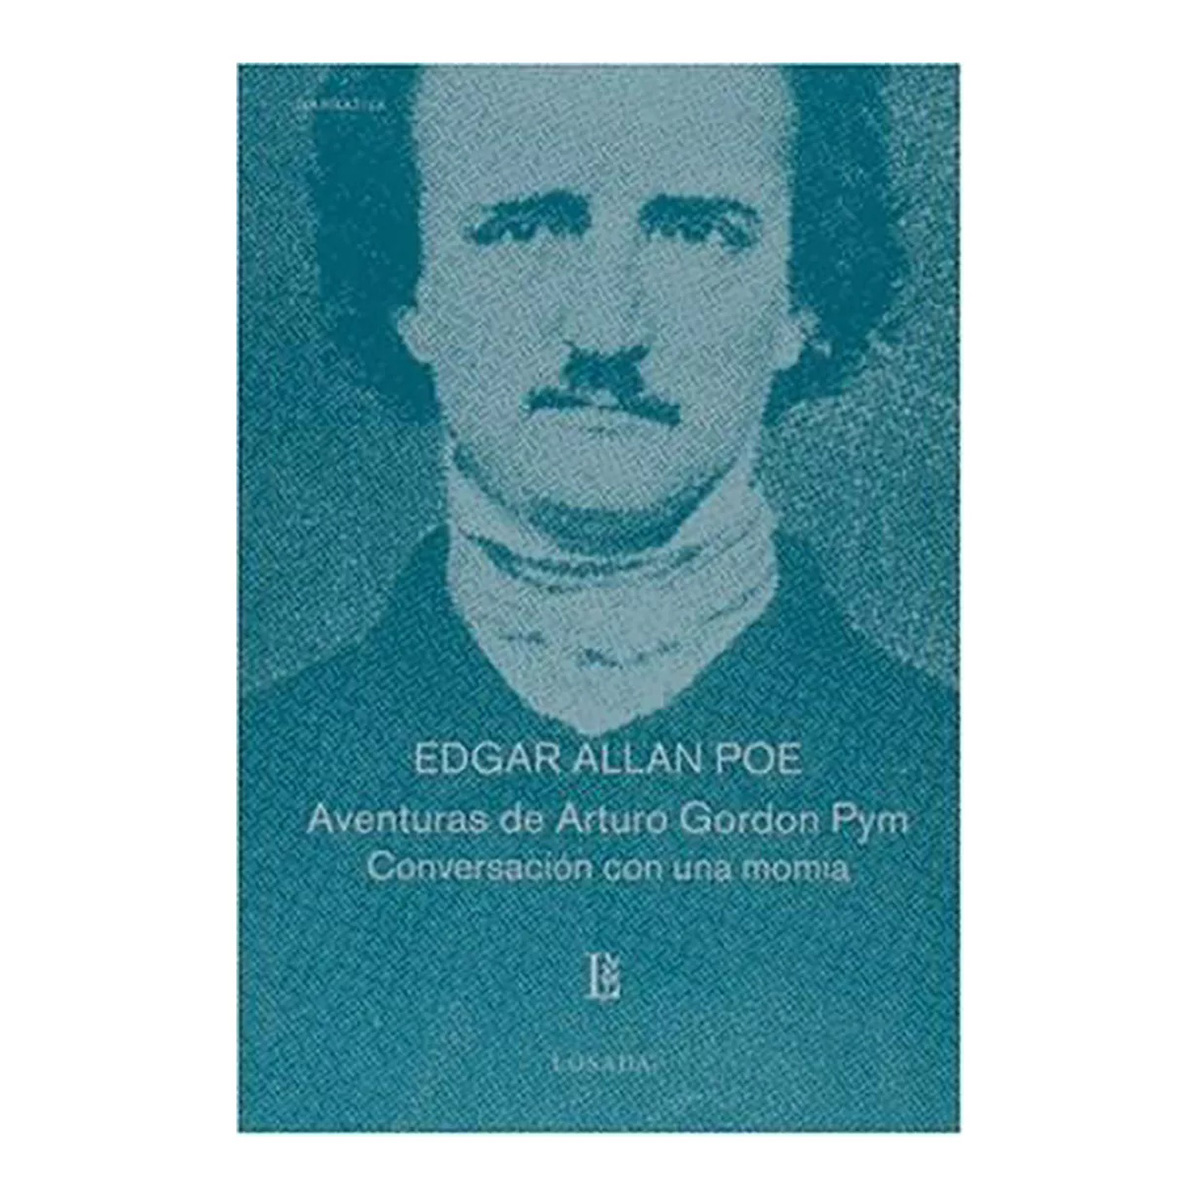 EDGAR ALLAN POE
Aventuras de Arturo Gordon Pym
Conversación con una momia
LOSADA